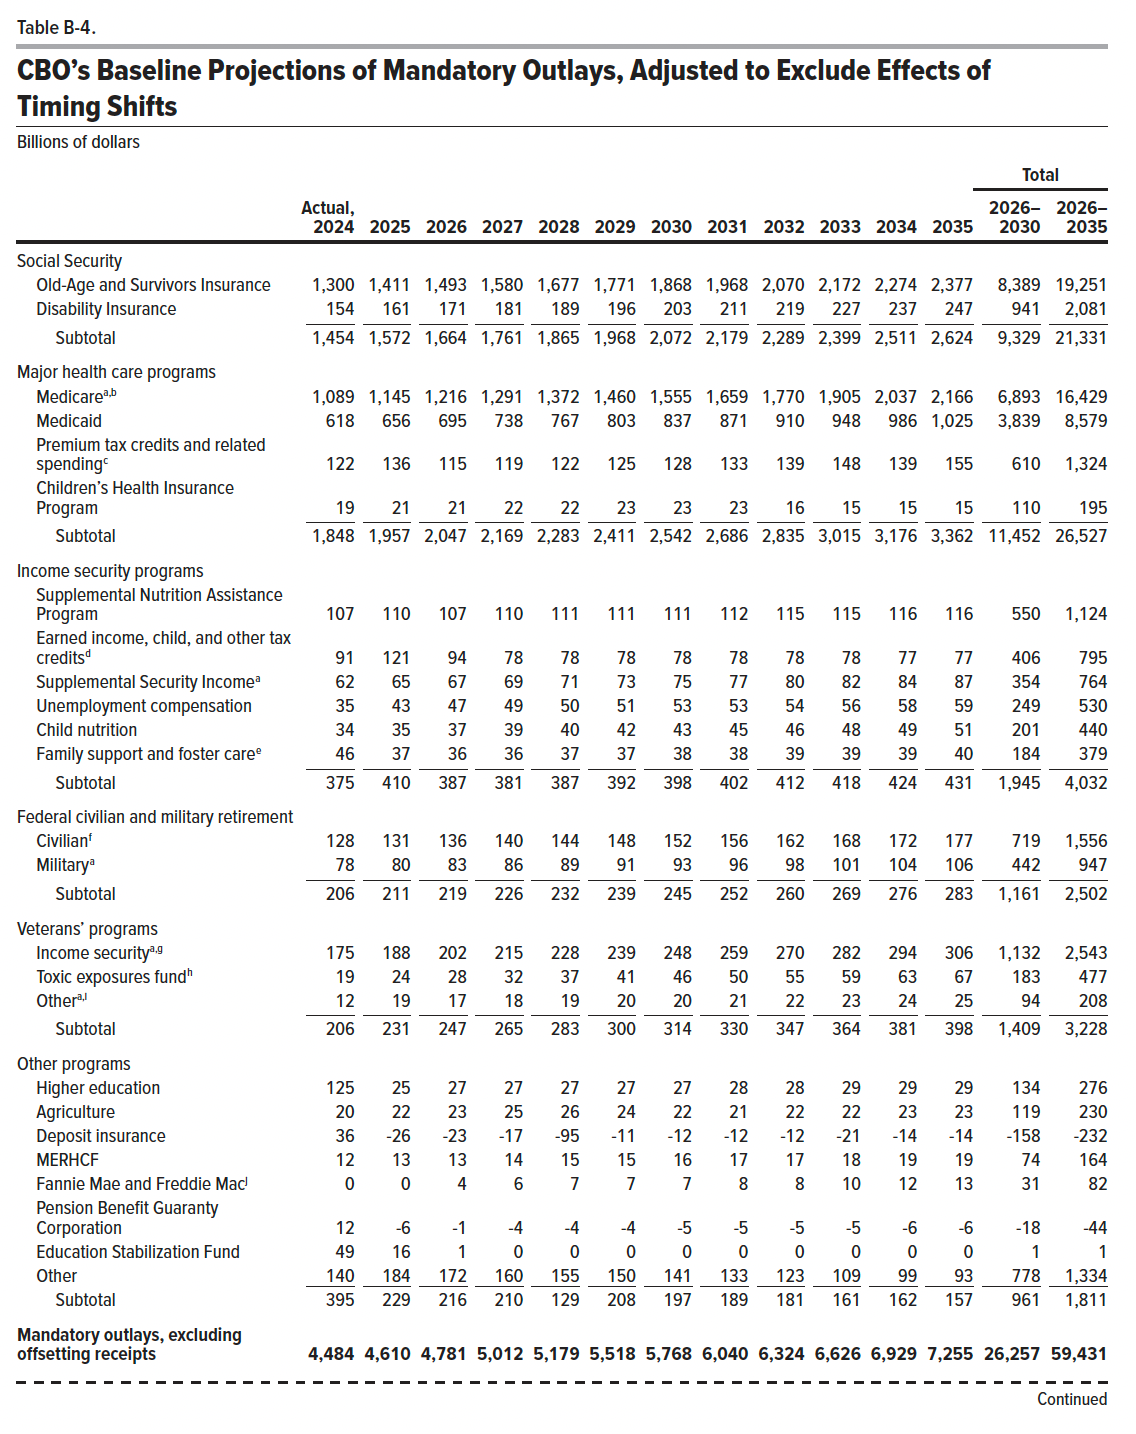 Table B-4.
CBO’s Baseline Projections of Mandatory Outlays, Adjusted to Exclude Effects of
Timing Shifts
Billions of dollars
Total
Actual, 2026– 2026–
2024 2025 2026 2027 2028 2029 2030 2031 2032 2033 2034 2035 2030 2035
Social Security
Old-Age and Survivors Insurance 1,300 1,411 1,493 1,580 1,677 1,771 1,868 1,968 2,070 2,172 2,274 2,377 8,389 19,251
Disability Insurance 154 161 171 181 189 196 203 211 219 227 237 247 941 2,081
Subtotal 1,454 1,572 1,664 1,761 1,865 1,968 2,072 2,179 2,289 2,399 2,511 2,624 9,329 21,331
Major health care programs
Medicare^a,b 1,089 1,145 1,216 1,291 1,372 1,460 1,555 1,659 1,770 1,905 2,037 2,166 6,893 16,429
Medicaid 618 656 695 738 767 803 837 871 910 948 986 1,025 3,839 8,579
Premium tax credits and related
spending^c 122 136 115 119 122 125 128 133 139 148 139 155 610 1,324
Children’s Health Insurance
Program 19 21 21 22 22 23 23 23 16 15 15 15 110 195
Subtotal 1,848 1,957 2,047 2,169 2,283 2,411 2,542 2,686 2,835 3,015 3,176 3,362 11,452 26,527
Income security programs
Supplemental Nutrition Assistance
Program 107 110 107 110 111 111 111 112 115 115 116 116 550 1,124
Earned income, child, and other tax
credits^d 91 121 94 78 78 78 78 78 78 78 77 77 406 795
Supplemental Security Income^a 62 65 67 69 71 73 75 77 80 82 84 87 354 764
Unemployment compensation 35 43 47 49 50 51 53 53 54 56 58 59 249 530
Child nutrition 34 35 37 39 40 42 43 45 46 48 49 51 201 440
Family support and foster care^e 46 37 36 36 37 37 38 38 39 39 39 40 184 379
Subtotal 375 410 387 381 387 392 398 402 412 418 424 431 1,945 4,032
Federal civilian and military retirement
Civilian^f 128 131 136 140 144 148 152 156 162 168 172 177 719 1,556
Military^a 78 80 83 86 89 91 93 96 98 101 104 106 442 947
Subtotal 206 211 219 226 232 239 245 252 260 269 276 283 1,161 2,502
Veterans’ programs
Income security^a,g 175 188 202 215 228 239 248 259 270 282 294 306 1,132 2,543
Toxic exposures fund^h 19 24 28 32 37 41 46 50 55 59 63 67 183 477
Other^a,I 12 19 17 18 19 20 20 21 22 23 24 25 94 208
Subtotal 206 231 247 265 283 300 314 330 347 364 381 398 1,409 3,228
Other programs
Higher education 125 25 27 27 27 27 27 28 28 29 29 29 134 276
Agriculture 20 22 23 25 26 24 22 21 22 22 23 23 119 230
Deposit insurance 36 -26 -23 -17 -95 -11 -12 -12 -12 -21 -14 -14 -158 -232
MERHCF 12 13 13 14 15 15 16 17 17 18 19 19 74 164
Fannie Mae and Freddie Mac^j 0 0 4 6 7 7 7 8 8 10 12 13 31 82
Pension Benefit Guaranty
Corporation 12 -6 -1 -4 -4 -4 -5 -5 -5 -5 -6 -6 -18 -44
Education Stabilization Fund 49 16 1 0 0 0 0 0 0 0 0 0 1 1
Other 140 184 172 160 155 150 141 133 123 109 99 93 778 1,334
Subtotal 395 229 216 210 129 208 197 189 181 161 162 157 961 1,811
Mandatory outlays, excluding
offsetting receipts 4,484 4,610 4,781 5,012 5,179 5,518 5,768 6,040 6,324 6,626 6,929 7,255 26,257 59,431
Continued